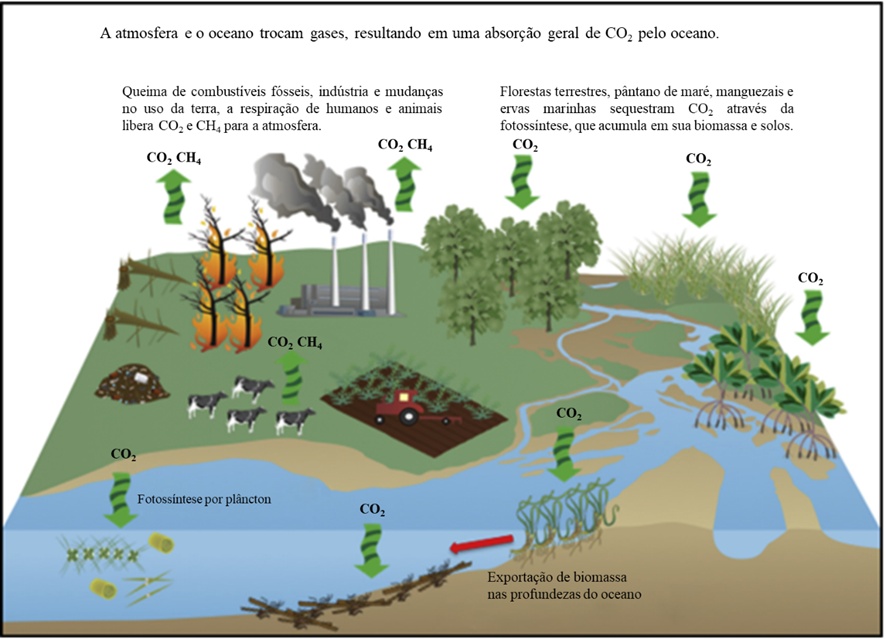 A atmosfera e o oceano trocam gases, resultando em uma absorção geral de CO₂ pelo oceano.
Queima de combustíveis fósseis, indústria e mudanças
no uso da terra, a respiração de humanos e animais
libera CO₂ e CH₄ para a atmosfera.
Florestas terrestres, pântano de maré, manguezais e
ervas marinhas sequestram CO₂ através da
fotossíntese, que acumula em sua biomassa e solos.
CO₂ CH₄
CO₂ CH₄
CO₂
CO₂
CO₂
CO₂ CH₄
CO₂
CO₂
Fotossíntese por plâncton
CO₂
Exportação de biomassa
nas profundezas do oceano